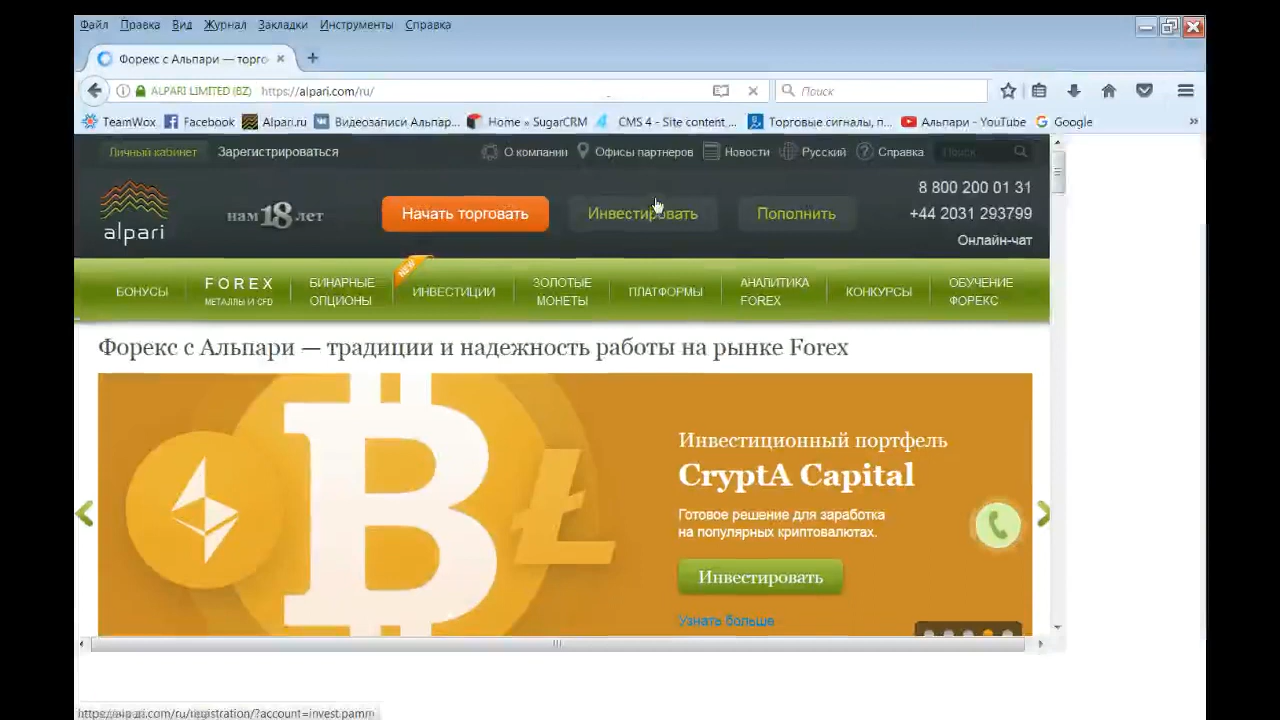 Файл Правка Вид Журнал Закладки Инструменты Справка
Форекс с Альпари — торго
ALPARI LIMITED (BZ) https://alpari.com/ru/ Поиск
TeamWox Facebook Alpari.ru Видеозаписи Альпар... Home » SugarCRM CMS 4 - Site content ... Торговые сигналы, п... Альпари - YouTube Google
Личный кабинет Зарегистрироваться О компании Офисы партнеров Новости Русский Справка Поиск
alpari
нам 18 лет
Начать торговать Инвестировать Пополнить
8 800 200 01 31
+44 2031 293799
Онлайн-чат
БОНУСЫ
FOREX
МЕТАЛЛЫ И CFD
БИНАРНЫЕ
ОПЦИОНЫ
NEW
ИНВЕСТИЦИИ
ЗОЛОТЫЕ
МОНЕТЫ
ПЛАТФОРМЫ
АНАЛИТИКА
FOREX
КОНКУРСЫ
ОБУЧЕНИЕ
ФОРЕКС
Форекс с Альпари — традиции и надежность работы на рынке Forex
Инвестиционный портфель
CryptA Capital
Готовое решение для заработка
на популярных криптовалютах.
Инвестировать
Узнать больше
.com/ru/registration/?account=invest.pamm